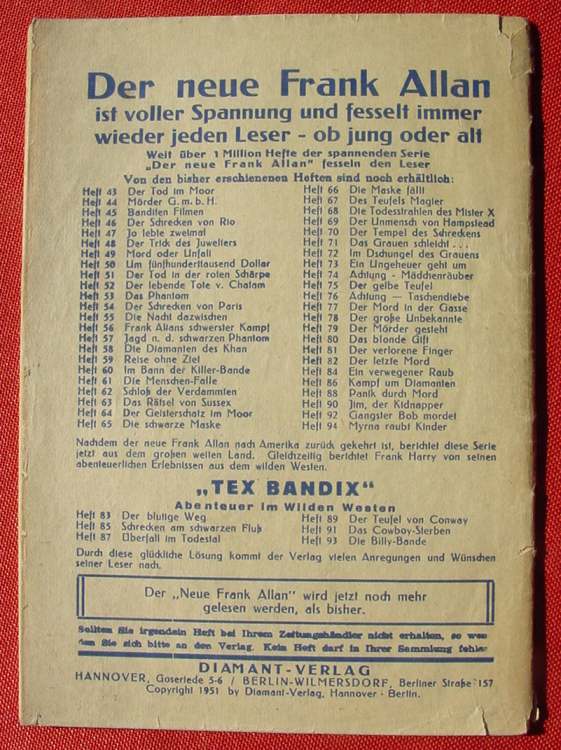 Der neue Frank Allan
ist voller Spannung und fesselt immer
wieder jeden Leser - ob jung oder alt
Weit über 1 Million Hefte der spannenden Serie
„Der neue Frank Allan" fesseln den Leser
Von den bisher erschienenen Heften sind noch erhältlich:
Heft 43 Der Tod im Moor
Heft 44 Mörder G. m. b. H.
Heft 45 Banditen Filmen
Heft 46 Der Schrecken von Rio
Heft 47 Jo lebte zweimal
Heft 48 Der Trick des Juweliers
Heft 49 Mord oder Unfall
Heft 50 Um fünfhunderttausend Dollar
Heft 51 Der Tod in der roten Schärpe
Heft 52 Der lebende Tote v. Chatam
Heft 53 Das Phantom
Heft 54 Der Schrecken von Paris
Heft 55 Die Nacht dazwischen
Heft 56 Frank Allans schwerster Kampf
Heft 57 Jagd n. d. schwarzen Phantom
Heft 58 Die Diamanten des Khan
Heft 59 Reise ohne Ziel
Heft 60 Im Bann der Killer-Bande
Heft 61 Die Menschen-Falle
Heft 62 Schloß der Verdammten
Heft 63 Das Rätsel von Sussex
Heft 64 Der Geisterschatz im Moor
Heft 65 Die schwarze Maske
Heft 66 Die Maske fällt
Heft 67 Des Teufels Magier
Heft 68 Die Todesstrahlen des Mister X
Heft 69 Der Unmensch von Hampstead
Heft 70 Der Tempel des Schreckens
Heft 71 Das Grauen schleicht . . .
Heft 72 Im Dschungel des Grauens
Heft 73 Ein Ungeheuer geht um
Heft 74 Achtung - Mädchenräuber
Heft 75 Der gelbe Teufel
Heft 76 Achtung — Taschendiebe
Heft 77 Der Mord in der Gasse
Heft 78 Der große Unbekannte
Heft 79 Der Mörder gesteht
Heft 80 Das blonde Gift
Heft 81 Der verlorene Finger
Heft 82 Der letzte Mord
Heft 84 Ein verwegener Raub
Heft 86 Kampf um Diamanten
Heft 88 Panik durch Mord
Heft 90 Jim, der Kidnapper
Heft 92 Gangster Bob mordet
Heft 94 Myrna raubt Kinder
Nachdem der neue Frank Allan nach Amerika zurück gekehrt ist, berichtet diese Serie
jetzt aus dem großen weiten Land. Gleichzeitig berichtet Frank Harry von seinen
abenteuerlichen Erlebnissen aus dem wilden Westen.
„TEX BANDIX"
Abenteuer im Wilden Westen
Heft 83 Der blutige Weg
Heft 85 Schrecken am schwarzen Fluß
Heft 87 Überfall im Todestal
Heft 89 Der Teufel von Conway
Heft 91 Das Cowboy-Sterben
Heft 93 Die Billy-Bande
Durch diese glückliche Lösung kommt der Verlag vielen Anregungen und Wünschen
seiner Leser nach.
Der „Neue Frank Allan" wird jetzt noch mehr
gelesen werden, als bisher.
Sollten Sie irgendein Heft bei Ihrem Zeitungshändler nicht erhalten, so wen
den Sie sich bitte an den Verlag. Kein Heft darf in Ihrer Sammlung fehlen
DIAMANT-VERLAG
HANNOVER, Goseriede 5-6 / BERLIN-WILMERSDORF, Berliner Straße 157
Copyright 1951 by Diamant-Verlag, Hannover - Berlin.